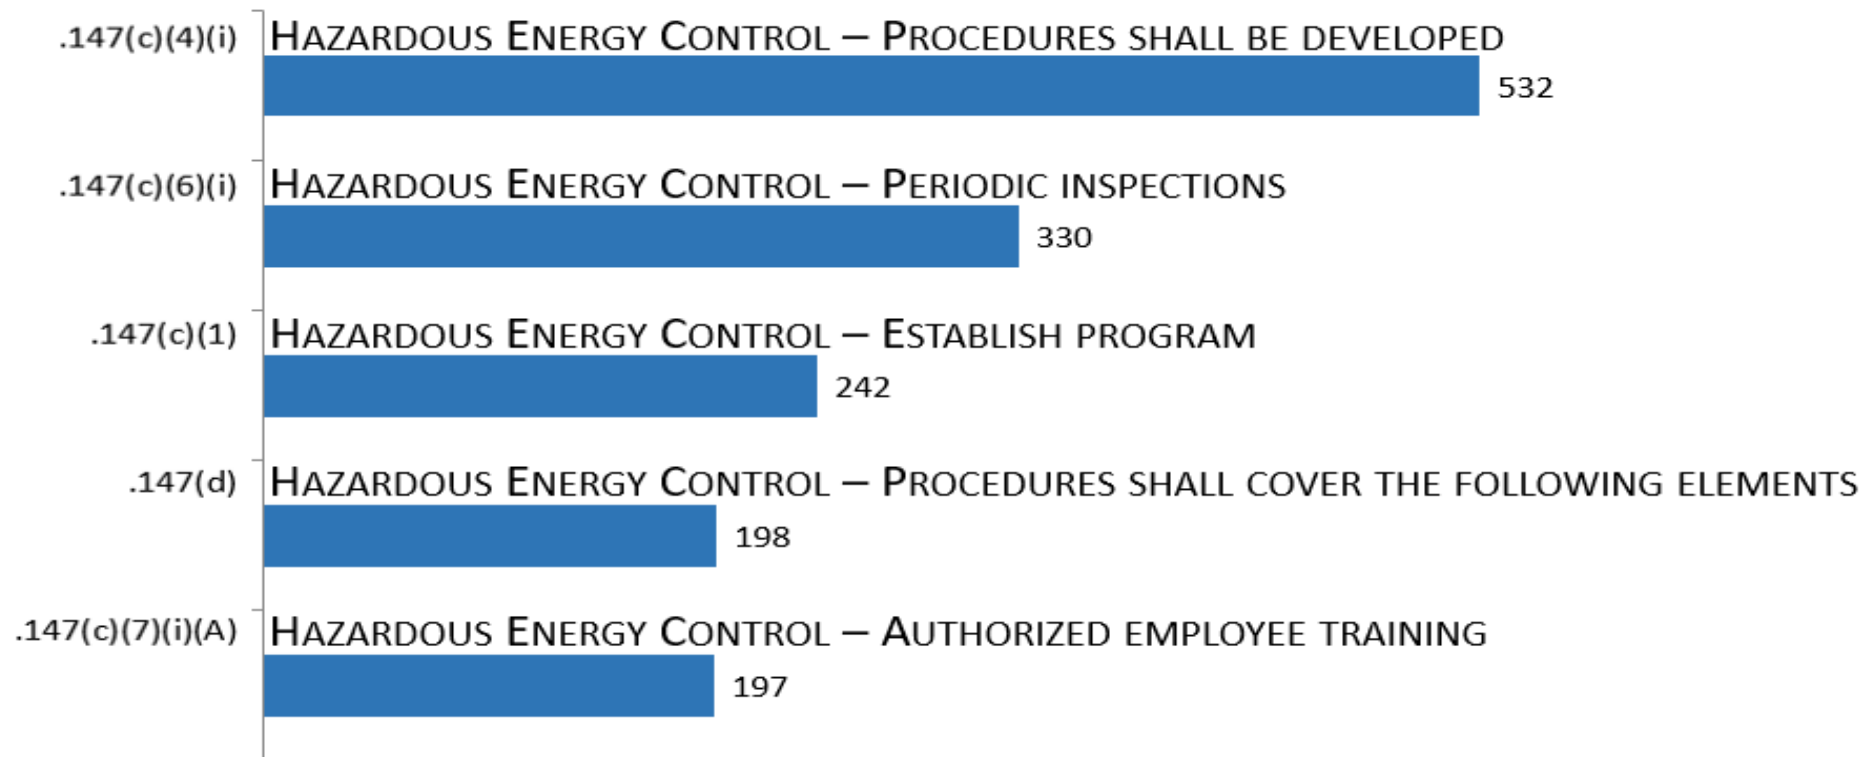 .147(c)(4)(i) HAZARDOUS ENERGY CONTROL – PROCEDURES SHALL BE DEVELOPED
532
.147(c)(6)(i) HAZARDOUS ENERGY CONTROL – PERIODIC INSPECTIONS
330
.147(c)(1) HAZARDOUS ENERGY CONTROL – ESTABLISH PROGRAM
242
.147(d) HAZARDOUS ENERGY CONTROL – PROCEDURES SHALL COVER THE FOLLOWING ELEMENTS
198
.147(c)(7)(i)(A) HAZARDOUS ENERGY CONTROL – AUTHORIZED EMPLOYEE TRAINING
197